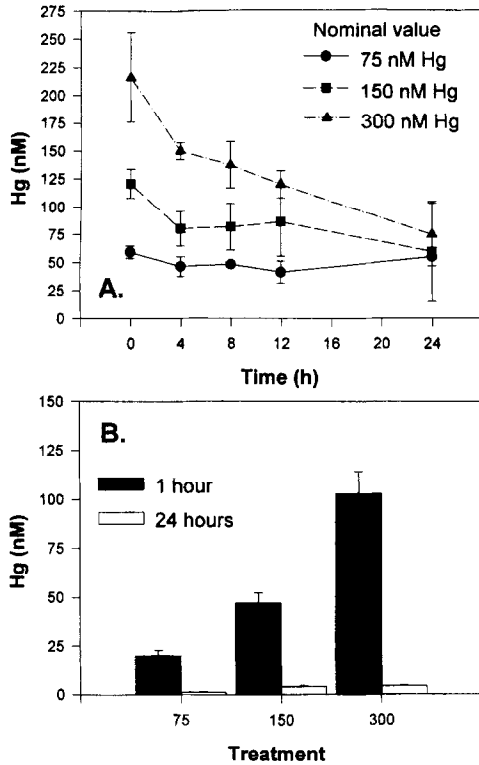 Nominal value
75 nM Hg
150 nM Hg
300 nM Hg
Hg (nM)
300
275
250
225
200
175
150
125
100
75
50
25
0
A.
0 4 8 12 16 20 24
Time (h)
B.
1 hour
24 hours
Hg (nM)
150
125
100
75
50
25
0
75 150 300
Treatment